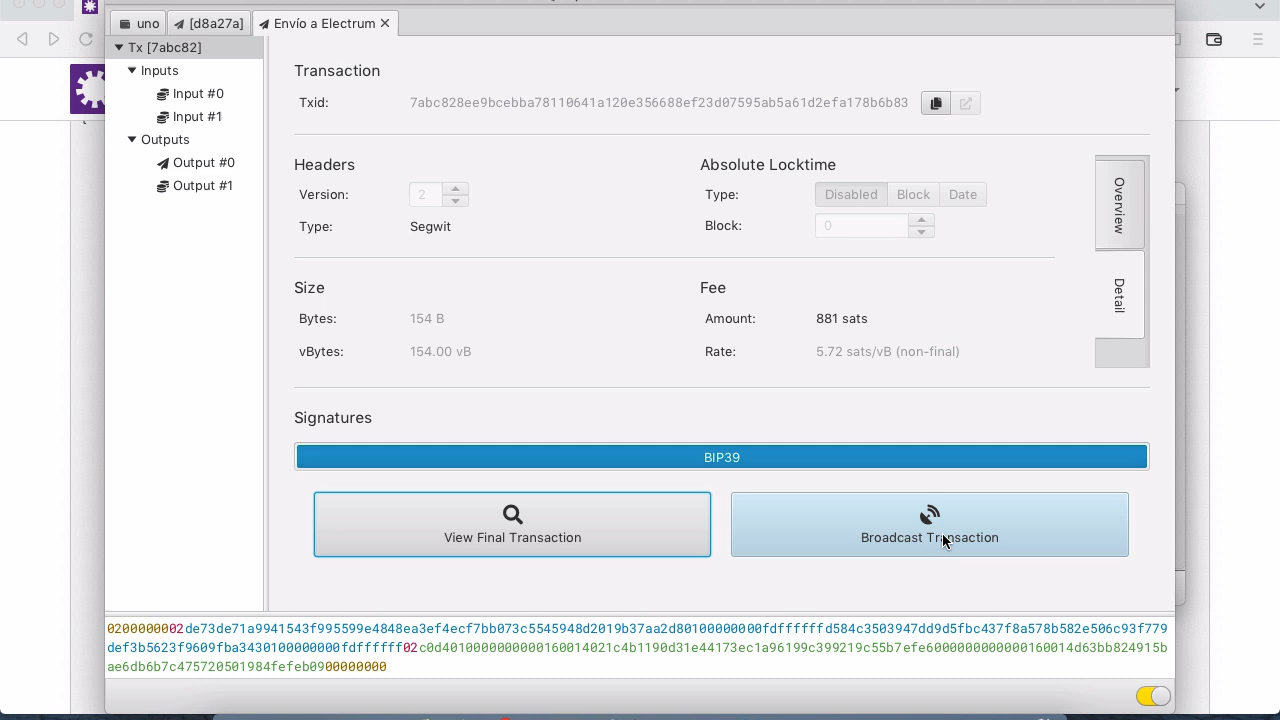 uno
[d8a27a]
Envío a Electrum
Tx [7abc82]
Inputs
Input #0
Input #1
Outputs
Output #0
Output #1
Transaction
Txid: 7abc828ee9bcebba78110641a120e356688ef23d07595ab5a61d2efa178b6b83
Headers
Version: 2
Type: Segwit
Absolute Locktime
Type: Disabled Block Date
Block: 0
Overview
Detail
Size
Bytes: 154 B
vBytes: 154.00 vB
Fee
Amount: 881 sats
Rate: 5.72 sats/vB (non-final)
Signatures
BIP39
View Final Transaction
Broadcast Transaction
0200000002de73de71a9941543f995599e4848ea3ef4ecf7bb073c5545948d2019b37aa2d80100000000fdffffffd584c3503947dd9d5fbc437f8a578b582e506c93f779
def3b5623f9609fba3430100000000fdffffff02c0d4010000000000160014021c4b1190d31e44173ec1a96199c399219c55b7efe6000000000000160014d63bb824915b
ae6db6b7c475720501984fefeb0900000000